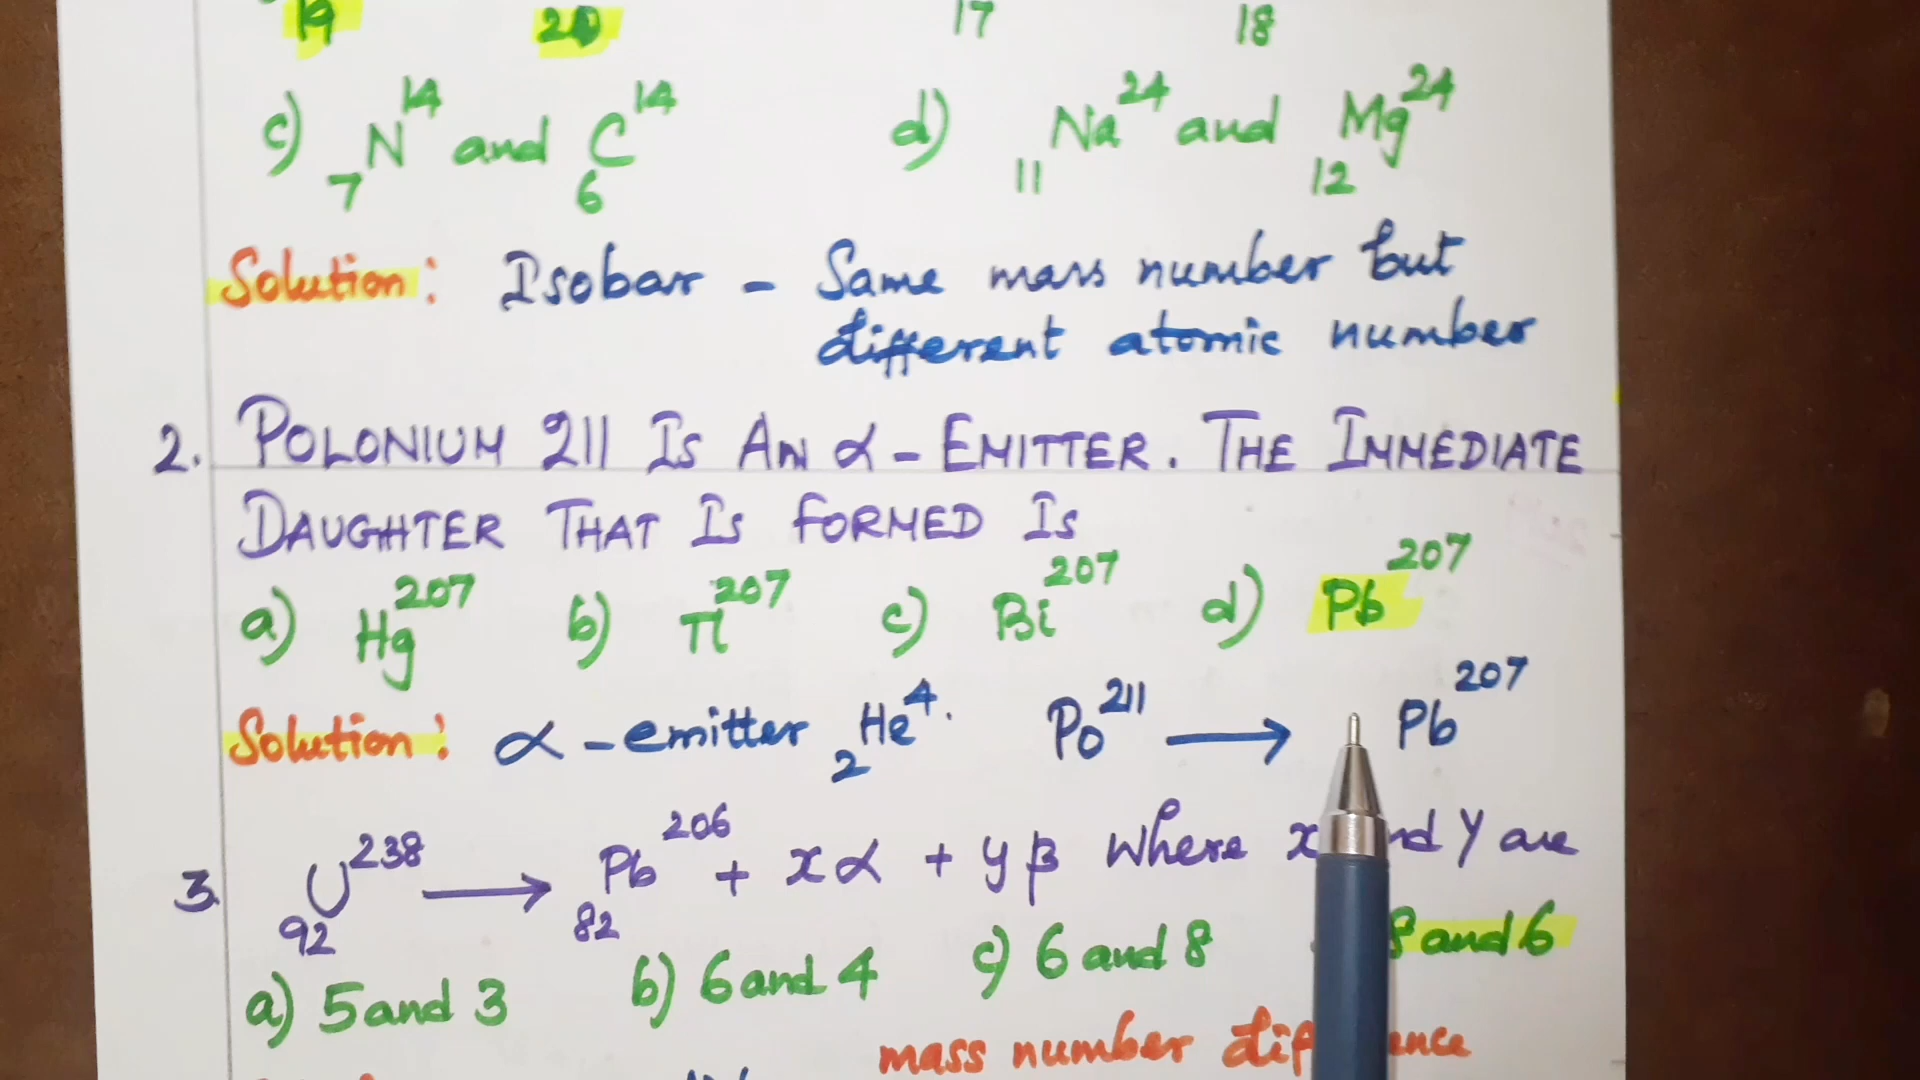 19 20 17 18
c) ₇N¹⁴ and ₆C¹⁴ d) ₁₁Na²⁴ and ₁₂Mg²⁴
Solution: Isobar - Same mass number but
different atomic number
2. POLONIUM 211 IS AN α - EMITTER. THE IMMEDIATE
DAUGHTER THAT IS FORMED IS
a) Hg²⁰⁷ b) Tl²⁰⁷ c) Bi²⁰⁷ d) Pb²⁰⁷
Solution: α - emitter ₂He⁴. Po²¹¹ → Pb²⁰⁷
3. ₉₂U²³⁸ → ₈₂Pb²⁰⁶ + xα + yβ where x and y are
a) 5 and 3 b) 6 and 4 c) 6 and 8 8 and 6
mass number